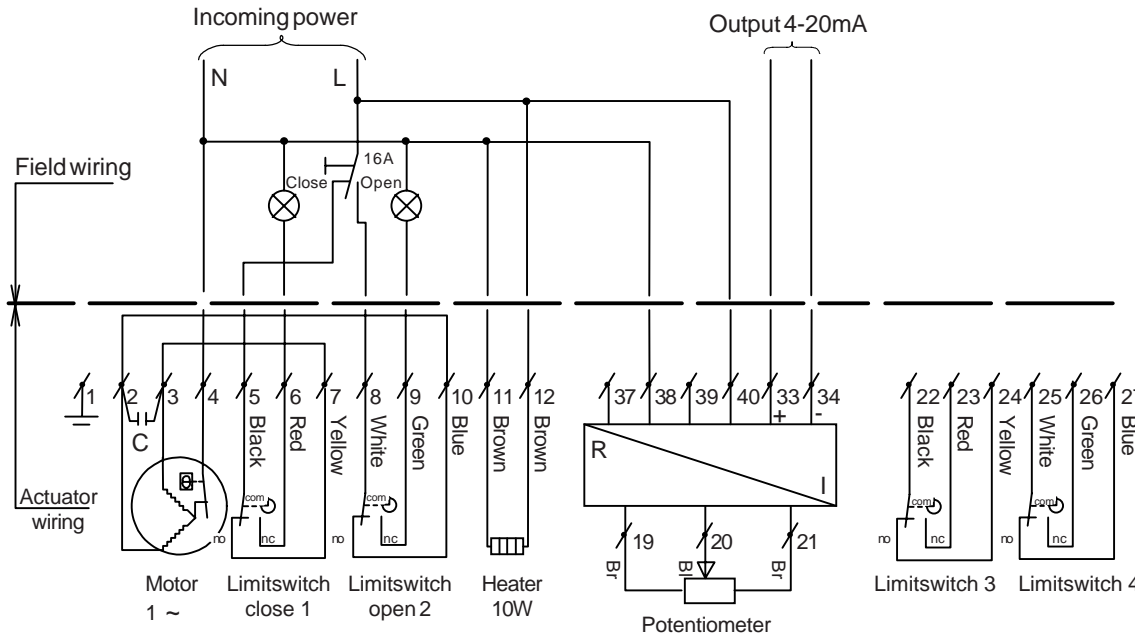 Incoming power
Output 4-20mA
N
L
16A
Close
Open
Field wiring
1
2
3
4
5
6
7
8
9
10
11
12
37
38
39
40
33
34
22
23
24
25
26
27
+
-
C
Black
Red
Yellow
White
Green
Blue
Brown
Brown
R
I
Black
Red
Yellow
White
Green
Blue
Actuator
wiring
com
no
nc
com
no
nc
com
no
nc
com
no
nc
19
20
21
Br
Bl
Br
Motor
1 ~
Limitswitch
close 1
Limitswitch
open 2
Heater
10W
Potentiometer
Limitswitch 3
Limitswitch 4